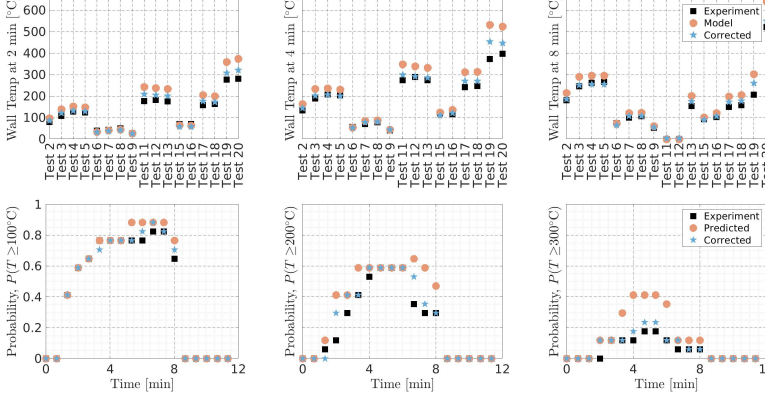 Wall Temp at 2 min [°C
600
500
400
300
200
100
0
Test 2
Test 3
Test 4
Test 5
Test 6
Test 7
Test 8
Test 9
Test 11
Test 12
Test 13
Test 15
Test 16
Test 17
Test 18
Test 19
Test 20
Wall Temp at 4 min [°C
Test 2
Test 3
Test 4
Test 5
Test 6
Test 7
Test 8
Test 9
Test 11
Test 12
Test 13
Test 15
Test 16
Test 17
Test 18
Test 19
Test 20
Wall Temp at 8 min [°C
Experiment
Model
Corrected
Test 2
Test 3
Test 4
Test 5
Test 6
Test 7
Test 8
Test 9
Test 11
Test 12
Test 13
Test 15
Test 16
Test 17
Test 18
Test 19
Test 20
Probability, P(T ≥100°C)
1
0.8
0.6
0.4
0.2
0
0 4 8 12
Time [min]
Probability, P(T ≥200°C)
0 4 8 12
Time [min]
Probability, P(T ≥300°C)
Experiment
Predicted
Corrected
0 4 8
Time [min]